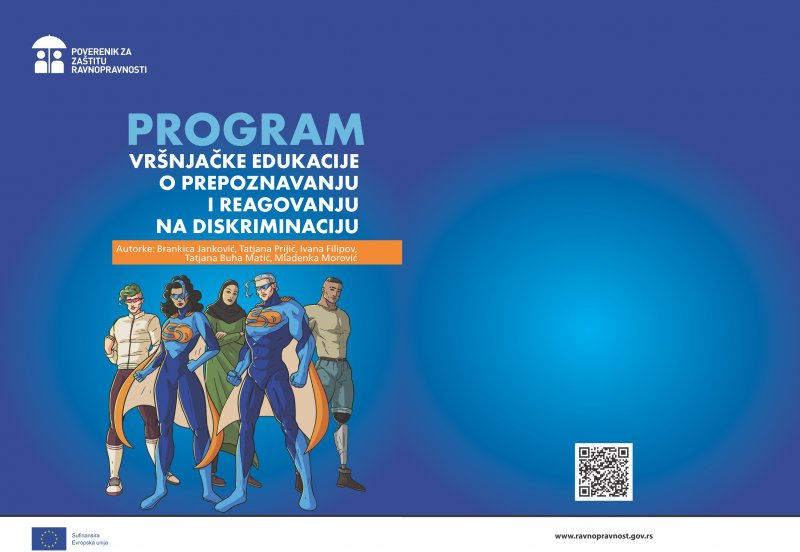 POVERENIK ZA
ZAŠTITU
RAVNOPRAVNOSTI
PROGRAM
VRŠNJAČKE EDUKACIJE
O PREPOZNAVANJU
I REAGOVANJU
NA DISKRIMINACIJU
Autorke: Brankica Janković, Tatjana Prijić, Ivana Filipov,
Tatjana Buha Matić, Mladenka Morović
Sufinansira
Evropska unija
www.ravnopravnost.gov.rs